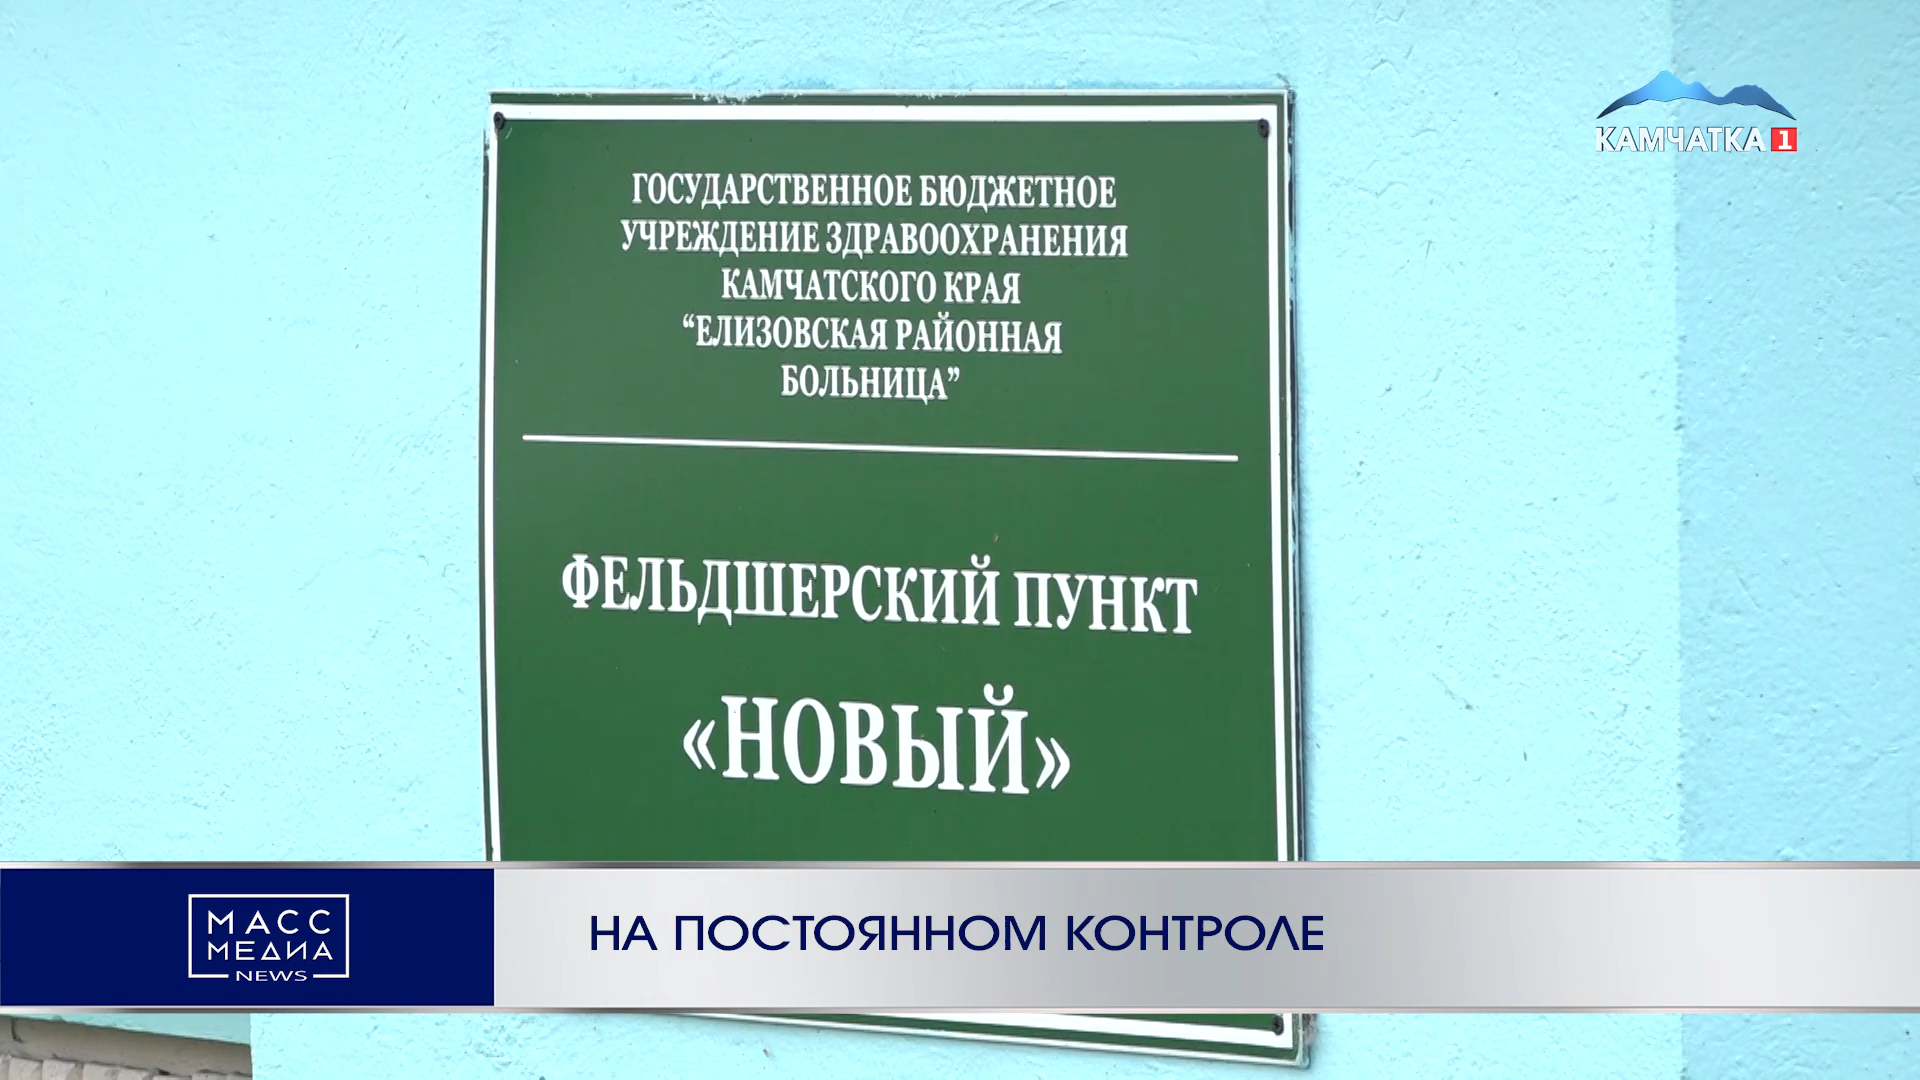 КАМЧАТКА 1
ГОСУДАРСТВЕННОЕ БЮДЖЕТНОЕ
УЧРЕЖДЕНИЕ ЗДРАВООХРАНЕНИЯ
КАМЧАТСКОГО КРАЯ
“ЕЛИЗОВСКАЯ РАЙОННАЯ
БОЛЬНИЦА”
ФЕЛЬДШЕРСКИЙ ПУНКТ
«НОВЫЙ»
МАСС
МЕДИА
NEWS
НА ПОСТОЯННОМ КОНТРОЛЕ